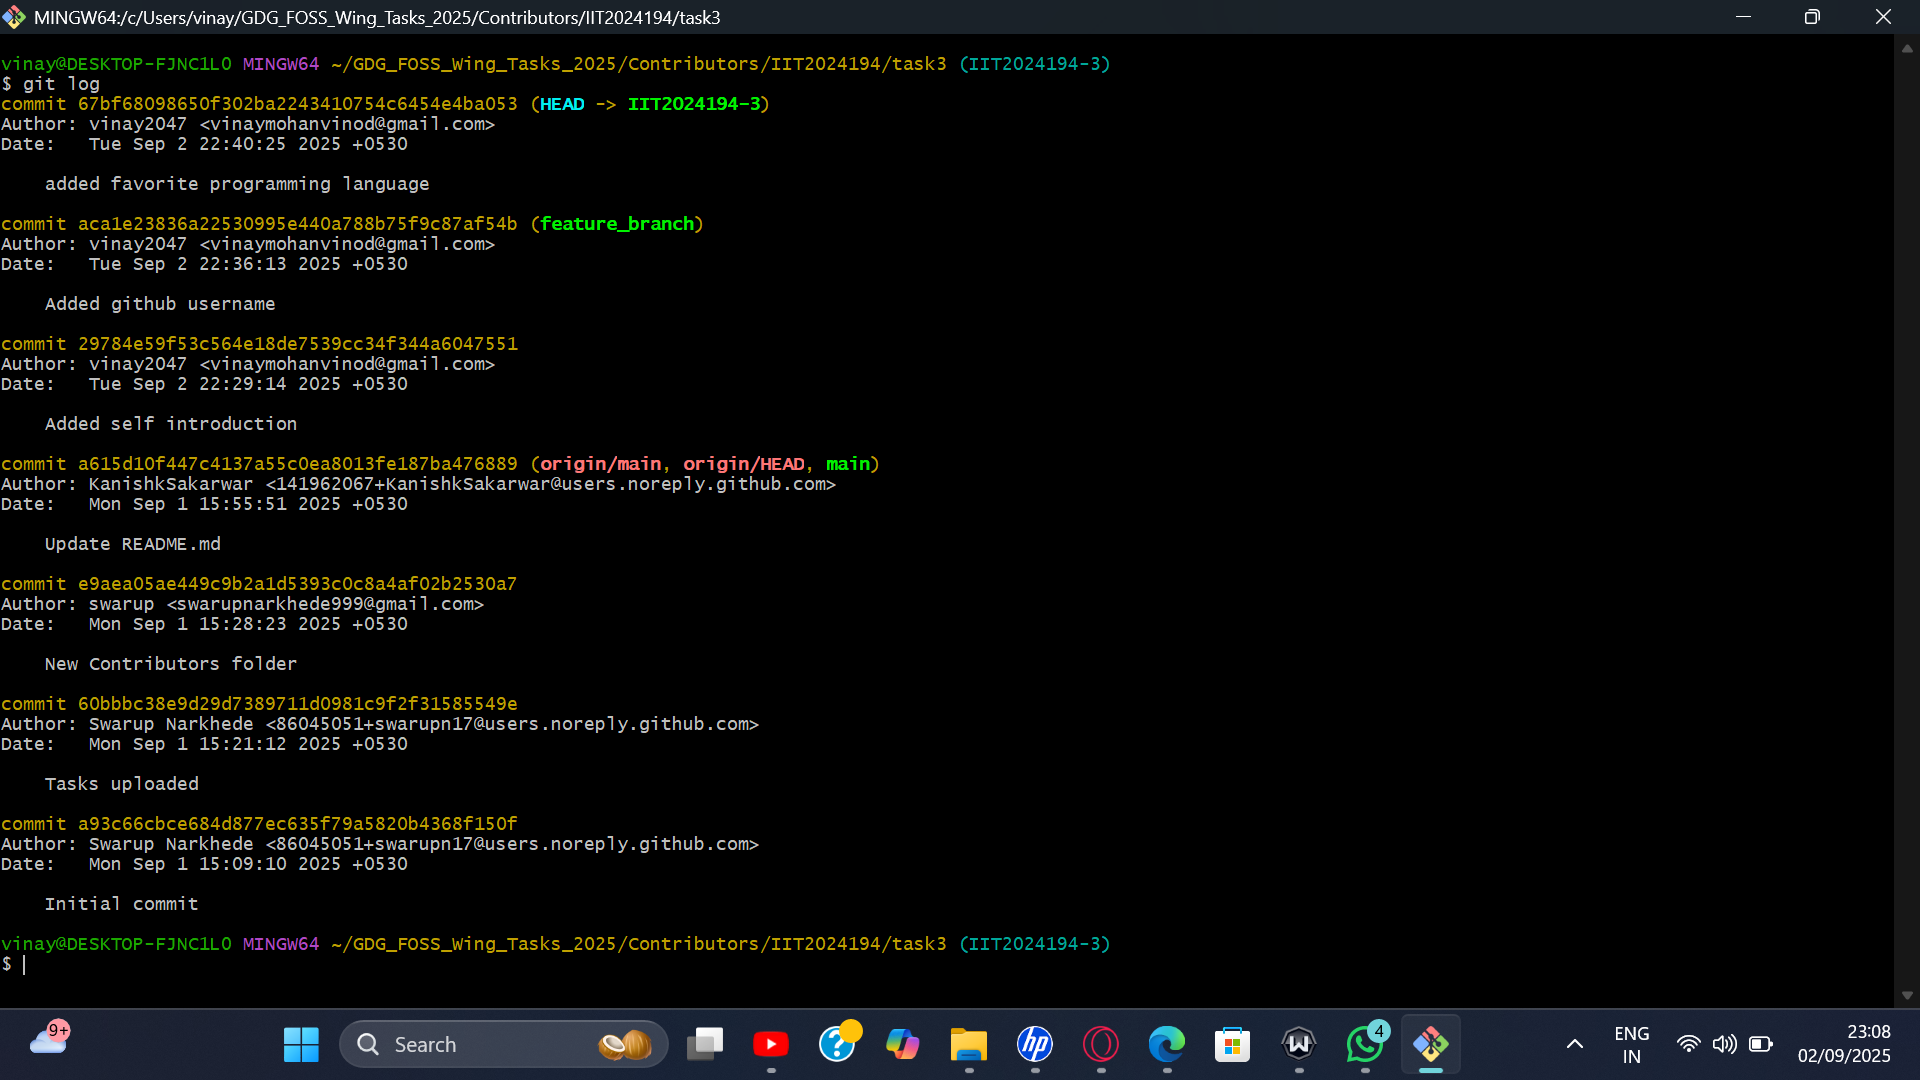 MINGW64:/c/Users/vinay/GDG_FOSS_Wing_Tasks_2025/Contributors/IIT2024194/task3
vinay@DESKTOP-FJNC1L0 MINGW64 ~/GDG_FOSS_Wing_Tasks_2025/Contributors/IIT2024194/task3 (IIT2024194-3)
$ git log
commit 67bf68098650f302ba2243410754c6454e4ba053 (HEAD -> IIT2024194-3)
Author: vinay2047 <vinaymohanvinod@gmail.com>
Date:   Tue Sep 2 22:40:25 2025 +0530
added favorite programming language
commit aca1e23836a22530995e440a788b75f9c87af54b (feature_branch)
Author: vinay2047 <vinaymohanvinod@gmail.com>
Date:   Tue Sep 2 22:36:13 2025 +0530
Added github username
commit 29784e59f53c564e18de7539cc34f344a6047551
Author: vinay2047 <vinaymohanvinod@gmail.com>
Date:   Tue Sep 2 22:29:14 2025 +0530
Added self introduction
commit a615d10f447c4137a55c0ea8013fe187ba476889 (origin/main, origin/HEAD, main)
Author: KanishkSakarwar <141962067+KanishkSakarwar@users.noreply.github.com>
Date:   Mon Sep 1 15:55:51 2025 +0530
Update README.md
commit e9aea05ae449c9b2a1d5393c0c8a4af02b2530a7
Author: swarup <swarupnarkhede999@gmail.com>
Date:   Mon Sep 1 15:28:23 2025 +0530
New Contributors folder
commit 60bbbc38e9d29d7389711d0981c9f2f31585549e
Author: Swarup Narkhede <86045051+swarupn17@users.noreply.github.com>
Date:   Mon Sep 1 15:21:12 2025 +0530
Tasks uploaded
commit a93c66cbce684d877ec635f79a5820b4368f150f
Author: Swarup Narkhede <86045051+swarupn17@users.noreply.github.com>
Date:   Mon Sep 1 15:09:10 2025 +0530
Initial commit
vinay@DESKTOP-FJNC1L0 MINGW64 ~/GDG_FOSS_Wing_Tasks_2025/Contributors/IIT2024194/task3 (IIT2024194-3)
$
9+
Search
hp
W
4
ENG
IN
23:08
02/09/2025